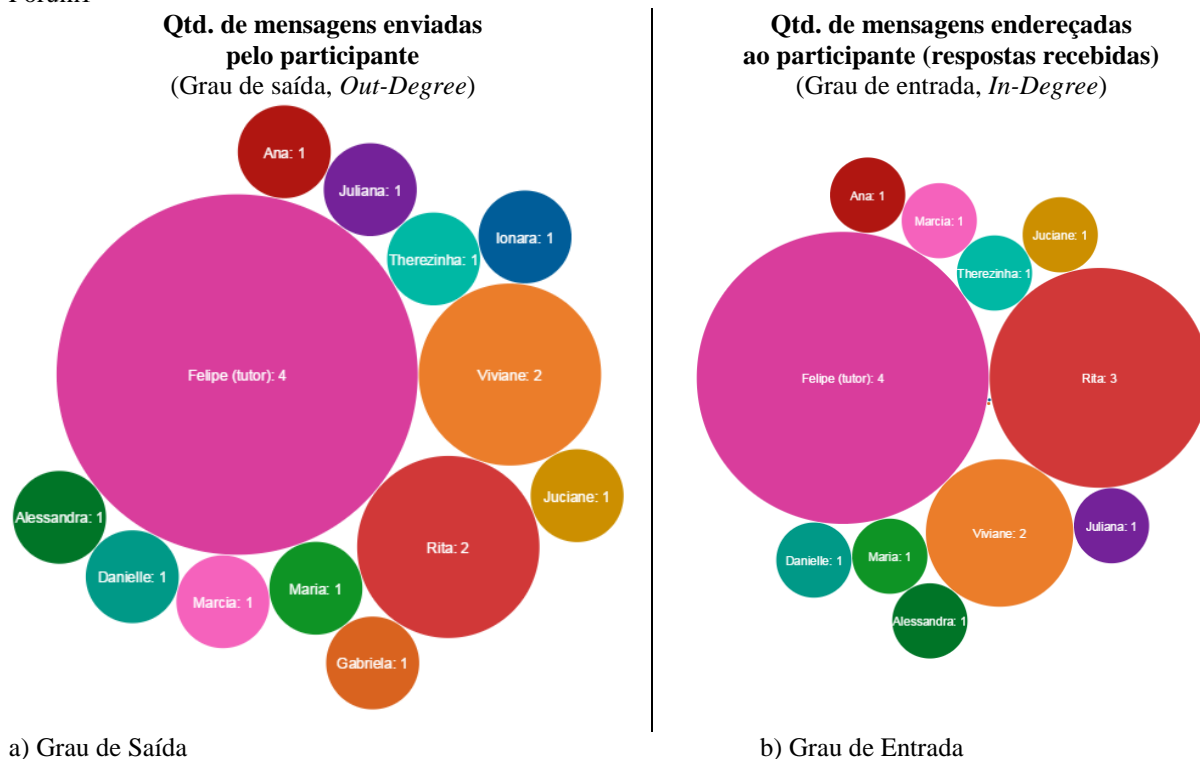 Qtd. de mensagens enviadas
pelo participante
(Grau de saída, Out-Degree)
Ana: 1
Juliana: 1
Ionara: 1
Therezinha: 1
Felipe (tutor): 4
Viviane: 2
Juciane: 1
Alessandra: 1
Rita: 2
Danielle: 1
Maria: 1
Marcia: 1
Gabriela: 1
a) Grau de Saída
Qtd. de mensagens endereçadas
ao participante (respostas recebidas)
(Grau de entrada, In-Degree)
Ana: 1
Marcia: 1
Juciane: 1
Therezinha: 1
Felipe (tutor): 4
Rita: 3
Juliana: 1
Viviane: 2
Maria: 1
Danielle: 1
Alessandra: 1
b) Grau de Entrada